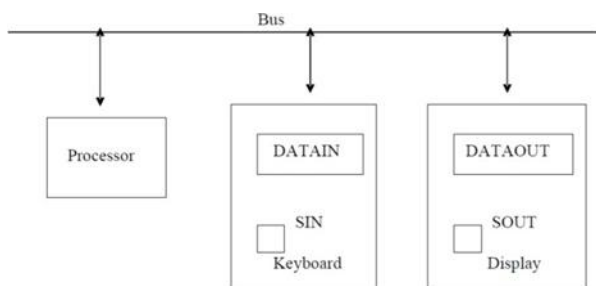 Bus
Processor
DATAIN
DATAOUT
SIN
SOUT
Keyboard
Display